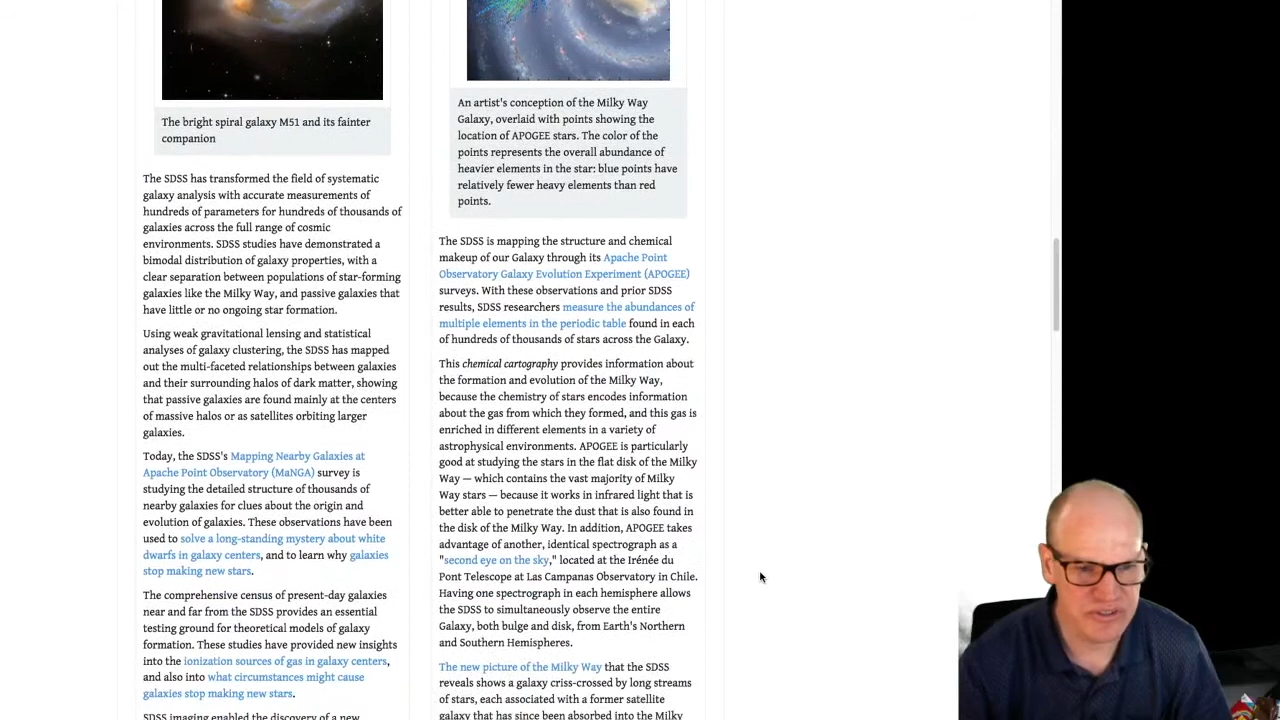 The bright spiral galaxy M51 and its fainter
companion
The SDSS has transformed the field of systematic
galaxy analysis with accurate measurements of
hundreds of parameters for hundreds of thousands of
galaxies across the full range of cosmic
environments. SDSS studies have demonstrated a
bimodal distribution of galaxy properties, with a
clear separation between populations of star-forming
galaxies like the Milky Way, and passive galaxies that
have little or no ongoing star formation.
Using weak gravitational lensing and statistical
analyses of galaxy clustering, the SDSS has mapped
out the multi-faceted relationships between galaxies
and their surrounding halos of dark matter, showing
that passive galaxies are found mainly at the centers
of massive halos or as satellites orbiting larger
galaxies.
Today, the SDSS's Mapping Nearby Galaxies at
Apache Point Observatory (MaNGA) survey is
studying the detailed structure of thousands of
nearby galaxies for clues about the origin and
evolution of galaxies. These observations have been
used to solve a long-standing mystery about white
dwarfs in galaxy centers, and to learn why galaxies
stop making new stars.
The comprehensive census of present-day galaxies
near and far from the SDSS provides an essential
testing ground for theoretical models of galaxy
formation. These studies have provided new insights
into the ionization sources of gas in galaxy centers,
and also into what circumstances might cause
galaxies stop making new stars.
SDSS imaging enabled the discovery of a new
An artist's conception of the Milky Way
Galaxy, overlaid with points showing the
location of APOGEE stars. The color of the
points represents the overall abundance of
heavier elements in the star: blue points have
relatively fewer heavy elements than red
points.
The SDSS is mapping the structure and chemical
makeup of our Galaxy through its Apache Point
Observatory Galaxy Evolution Experiment (APOGEE)
surveys. With these observations and prior SDSS
results, SDSS researchers measure the abundances of
multiple elements in the periodic table found in each
of hundreds of thousands of stars across the Galaxy.
This chemical cartography provides information about
the formation and evolution of the Milky Way,
because the chemistry of stars encodes information
about the gas from which they formed, and this gas is
enriched in different elements in a variety of
astrophysical environments. APOGEE is particularly
good at studying the stars in the flat disk of the Milky
Way — which contains the vast majority of Milky
Way stars — because it works in infrared light that is
better able to penetrate the dust that is also found in
the disk of the Milky Way. In addition, APOGEE takes
advantage of another, identical spectrograph as a
"second eye on the sky," located at the Irénée du
Pont Telescope at Las Campanas Observatory in Chile.
Having one spectrograph in each hemisphere allows
the SDSS to simultaneously observe the entire
Galaxy, both bulge and disk, from Earth's Northern
and Southern Hemispheres.
The new picture of the Milky Way that the SDSS
reveals shows a galaxy criss-crossed by long streams
of stars, each associated with a former satellite
galaxy that has since been absorbed into the Milky